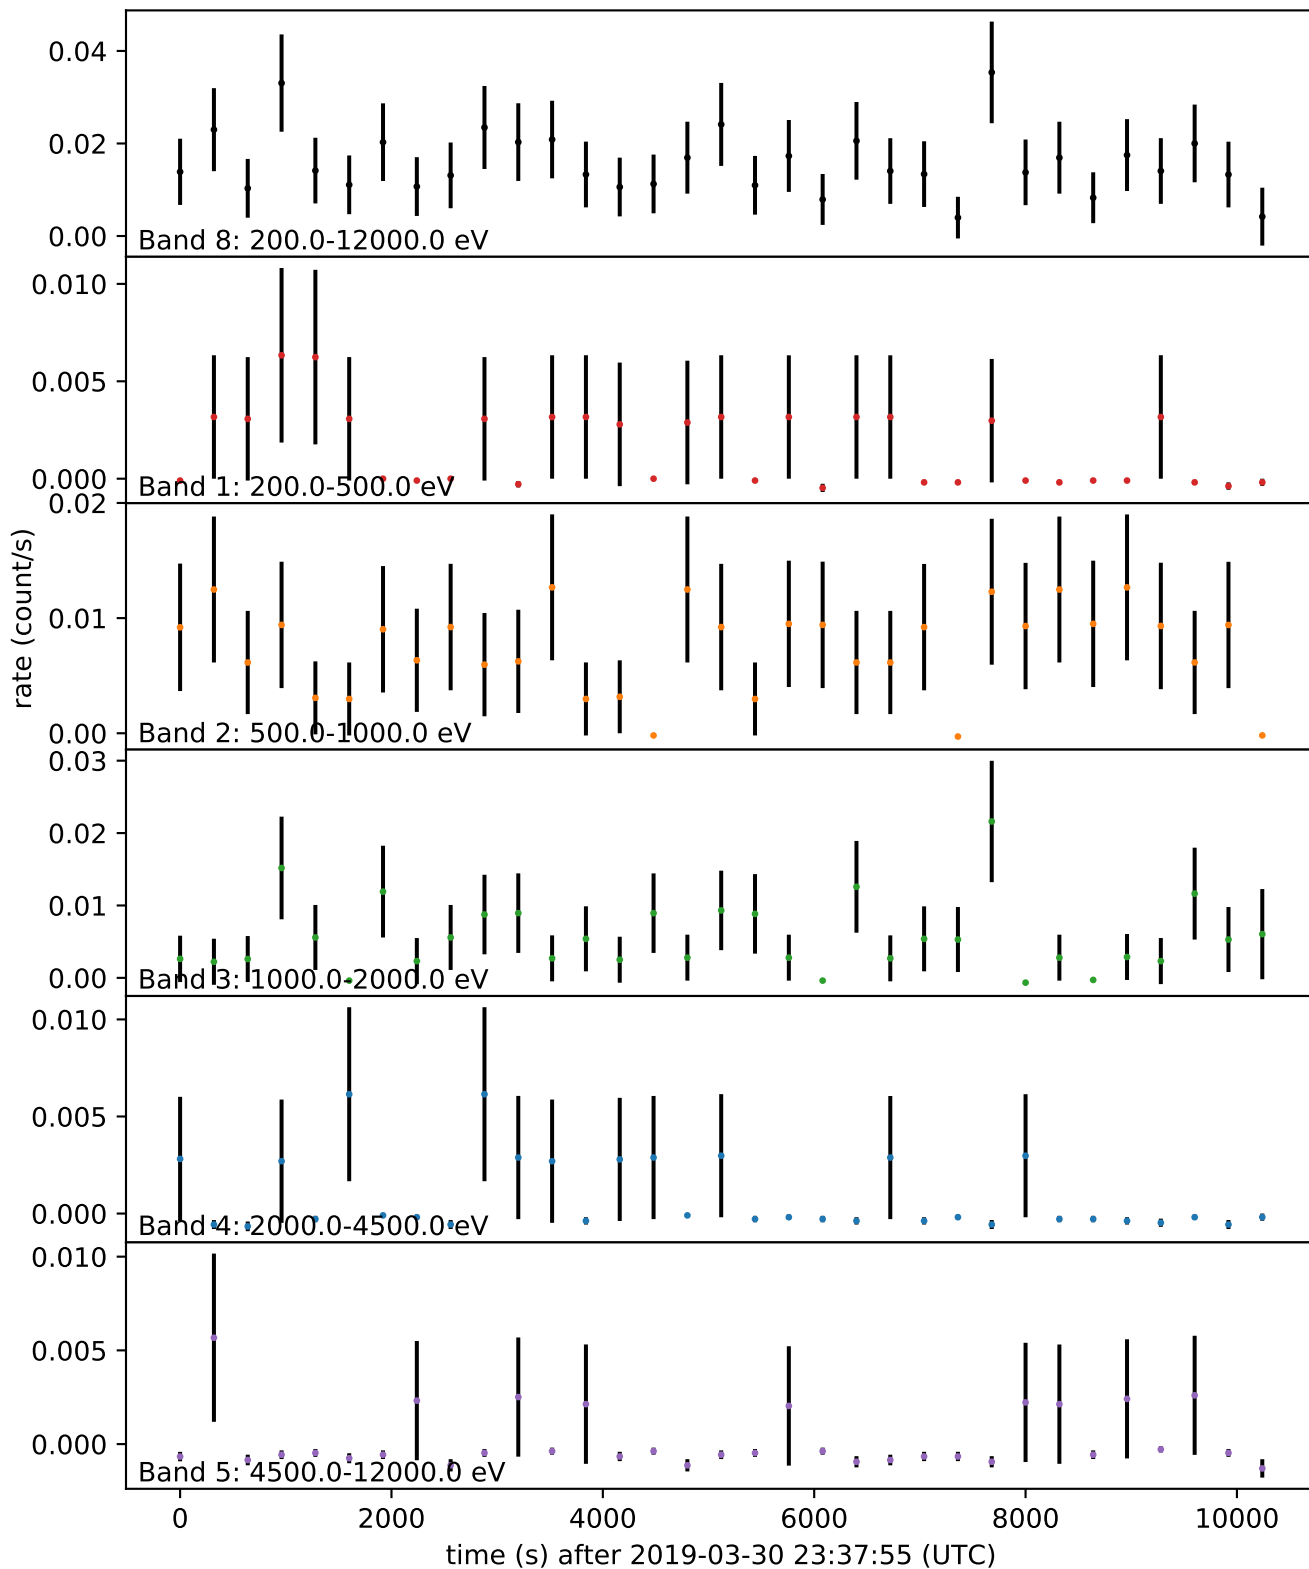 0.04
0.02
0.00
Band 8: 200.0-12000.0 eV
0.010
0.005
0.000
Band 1: 200.0-500.0 eV
0.02
0.01
0.00
Band 2: 500.0-1000.0 eV
rate (count/s)
0.03
0.02
0.01
0.00
Band 3: 1000.0-2000.0 eV
0.010
0.005
0.000
Band 4: 2000.0-4500.0 eV
0.010
0.005
0.000
Band 5: 4500.0-12000.0 eV
0 2000 4000 6000 8000 10000
time (s) after 2019-03-30 23:37:55 (UTC)